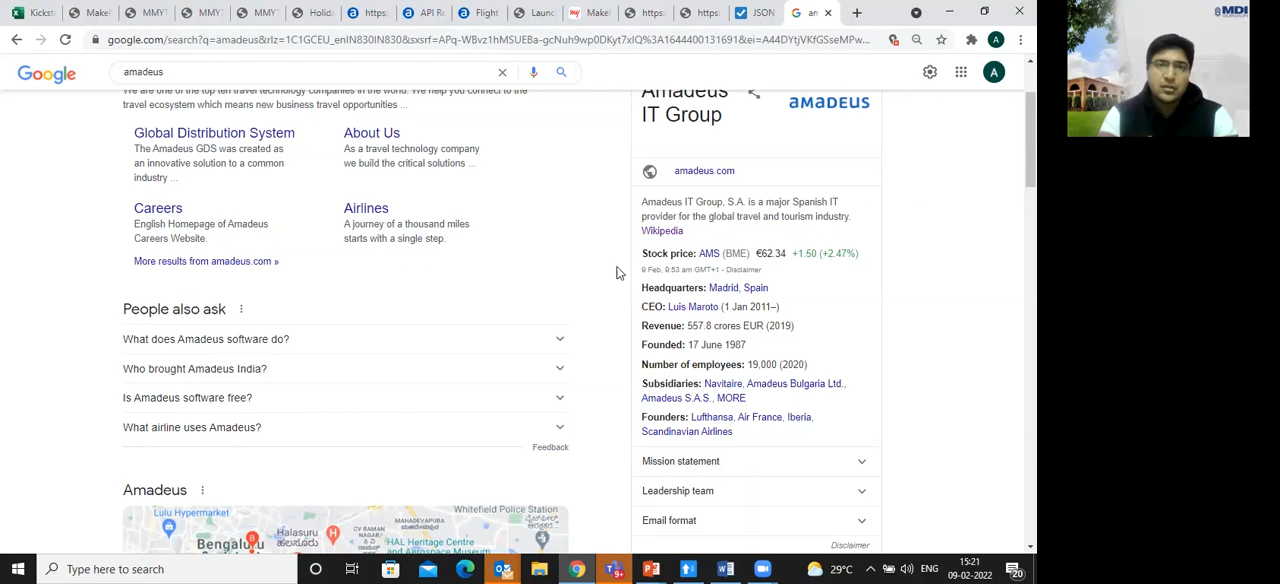 Kickst
Make!
MMYT
MMYT
MMYT
Holida
https:
API Re
Flight
Launc
Make!
https:
https:
JSON
am
google.com/search?q=amadeus&rlz=1C1GCEU_enIN830IN830&sxsrf=APq-WBvz1hMSUEBa-gcNuh9wp0DKyt7xIQ%3A1644400131691&ei=A44DYtjVKfGSseMPw...
A
Google
amadeus
A
We are one of the top ten travel technology companies in the world. We help you connect to the
travel ecosystem which means new business travel opportunities ...
Global Distribution System
The Amadeus GDS was created as
an innovative solution to a common
industry ...
About Us
As a travel technology company
we build the critical solutions ...
Careers
English Homepage of Amadeus
Careers Website.
Airlines
A journey of a thousand miles
starts with a single step.
More results from amadeus.com »
People also ask
What does Amadeus software do?
Who brought Amadeus India?
Is Amadeus software free?
What airline uses Amadeus?
Feedback
Amadeus
Lulu Hypermarket
Halasuru
ಹಲಸೂರು
Bengaluru
CV RAMAN
NAGAR
MAHADEVAPURA
Whitefield Police
Station
HAL Heritage Centre
and Aerospace Museum
Amadeus
IT Group
amadeus
amadeus.com
Amadeus IT Group, S.A. is a major Spanish IT
provider for the global travel and tourism industry.
Wikipedia
Stock price: AMS (BME) €62.34 +1.50 (+2.47%)
9 Feb, 9:53 am GMT+1 - Disclaimer
Headquarters: Madrid, Spain
CEO: Luis Maroto (1 Jan 2011–)
Revenue: 557.8 crores EUR (2019)
Founded: 17 June 1987
Number of employees: 19,000 (2020)
Subsidiaries: Navitaire, Amadeus Bulgaria Ltd.,
Amadeus S.A.S., MORE
Founders: Lufthansa, Air France, Iberia,
Scandinavian Airlines
Mission statement
Leadership team
Email format
Disclaimer
MDI
Type here to search
9+
29°C
ENG
15:21
09-02-2022
20